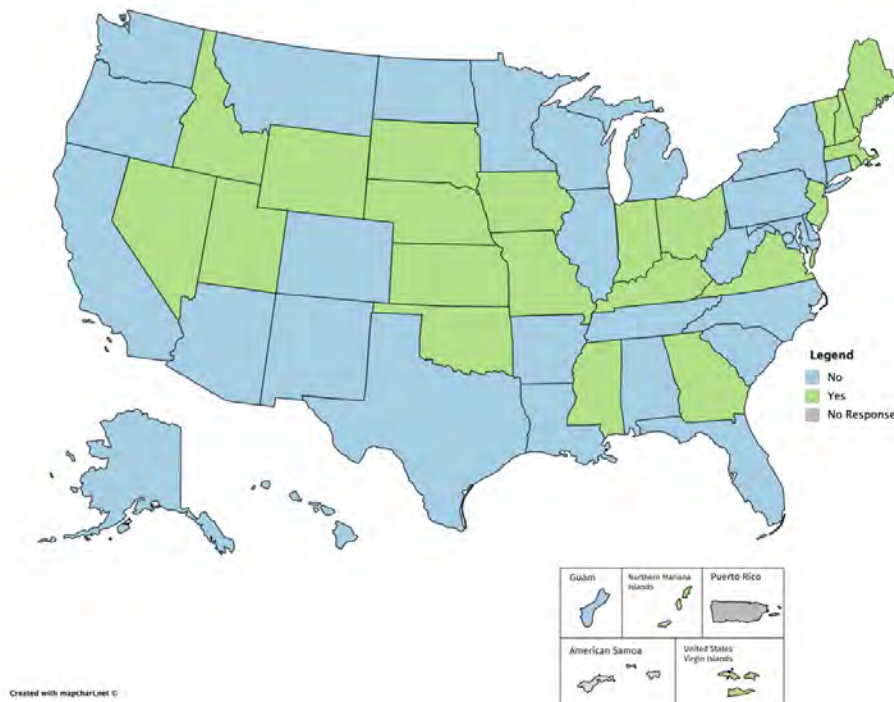 Legend
No
Yes
No Response
Guam
Northern Mariana
Islands
Puerto Rico
American Samoa
United States
Virgin Islands
Created with mapchart.net ©